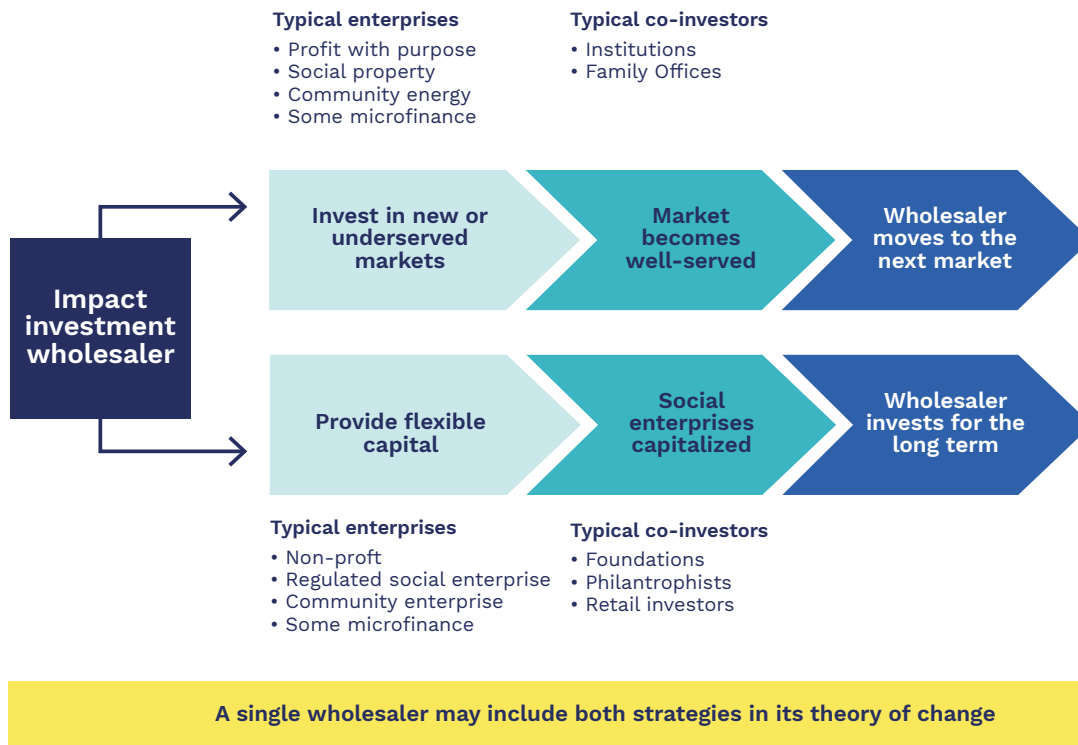 Typical enterprises
• Profit with purpose
• Social property
• Community energy
• Some microfinance
Typical co-investors
• Institutions
• Family Offices
Impact
investment
wholesaler
Invest in new or
underserved
markets
Market
becomes
well-served
Wholesaler
moves to the
next market
Provide flexible
capital
Social
enterprises
capitalized
Wholesaler
invests for the
long term
Typical enterprises
• Non-proft
• Regulated social enterprise
• Community enterprise
• Some microfinance
Typical co-investors
• Foundations
• Philantrophists
• Retail investors
A single wholesaler may include both strategies in its theory of change